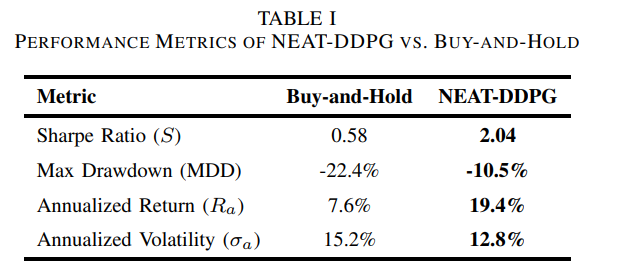 TABLE I
PERFORMANCE METRICS OF NEAT-DDPG VS. BUY-AND-HOLD
Metric Buy-and-Hold NEAT-DDPG
Sharpe Ratio (S) 0.58 2.04
Max Drawdown (MDD) -22.4% -10.5%
Annualized Return (Rₐ) 7.6% 19.4%
Annualized Volatility (σₐ) 15.2% 12.8%